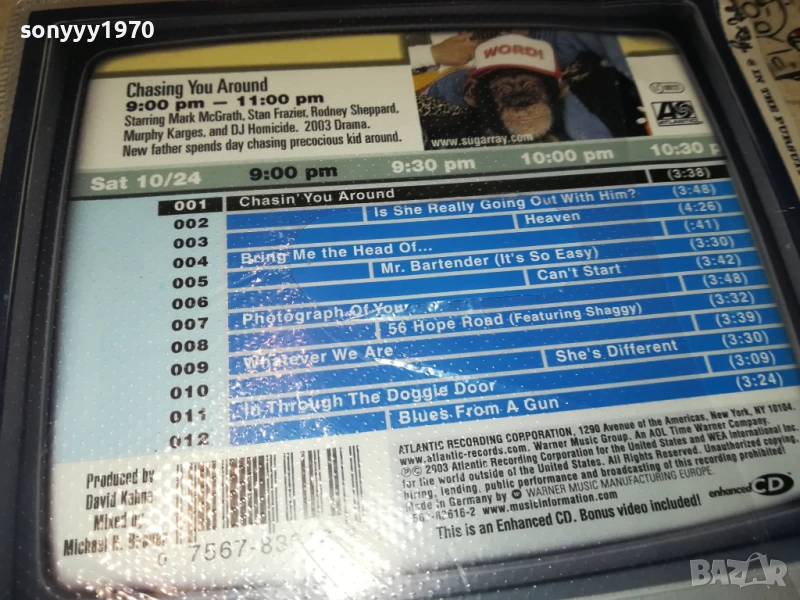 sonyyy1970
Chasing You Around
9:00 pm — 11:00 pm
Starring Mark McGrath, Stan Frazier, Rodney Sheppard,
Murphy Karges, and DJ Homicide. 2003 Drama.
New father spends day chasing precocious kid around.
WORD!
www.sugarray.com
ATLANTIC
Sat 10/24 9:00 pm 9:30 pm 10:00 pm 10:30 p
001 Chasin' You Around (3:38)
002 Is She Really Going Out With Him? (3:48)
003 Heaven (4:26)
004 Bring Me the Head Of... (:41)
005 Mr. Bartender (It's So Easy) (3:30)
006 Can't Start (3:42)
007 Photograph Of You (3:48)
008 56 Hope Road (Featuring Shaggy) (3:32)
009 Whatever We Are (3:39)
010 She's Different (3:30)
011 In Through The Doggie Door (3:09)
012 Blues From A Gun (3:24)
Produced by
David Kahne
Mixed by
Michael H.
0 7567-83
ATLANTIC RECORDING CORPORATION, 1290 Avenue of the Americas, New York, NY 10104.
www.atlantic-records.com. Warner Music Group. An AOL Time Warner Company.
℗© 2003 Atlantic Recording Corporation for the United States and WEA International Inc.
for the world outside of the United States. All Rights Reserved. Unauthorized copying,
hiring, lending, public performance and broadcasting of this recording prohibited!
Made in Germany by WARNER MUSIC MANUFACTURING EUROPE.
www.musicinformation.com
83616-2
This is an Enhanced CD. Bonus video included!
enhanced CD
BAZAR